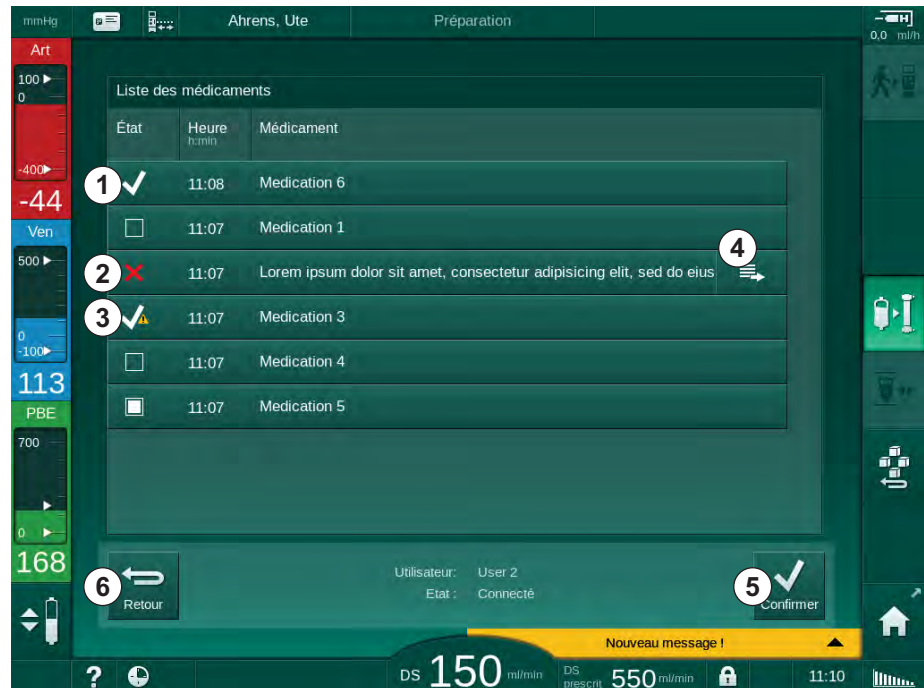 mmHg
Ahrens, Ute
Préparation
0,0 ml/h
Art
100
0
-400
-44
Ven
500
0
-100
113
PBE
700
0
168
Liste des médicaments
État Heure Médicament
h:min
1 11:08 Medication 6
11:07 Medication 1
4
2 11:07 Lorem ipsum dolor sit amet, consectetur adipisicing elit, sed do eius
3 11:07 Medication 3
11:07 Medication 4
11:07 Medication 5
Utilisateur: User 2
Etat : Connecté
6
Retour
5
Confirmer
Nouveau message !
? DS 150 ml/min DS prescrit 550 ml/min 11:10